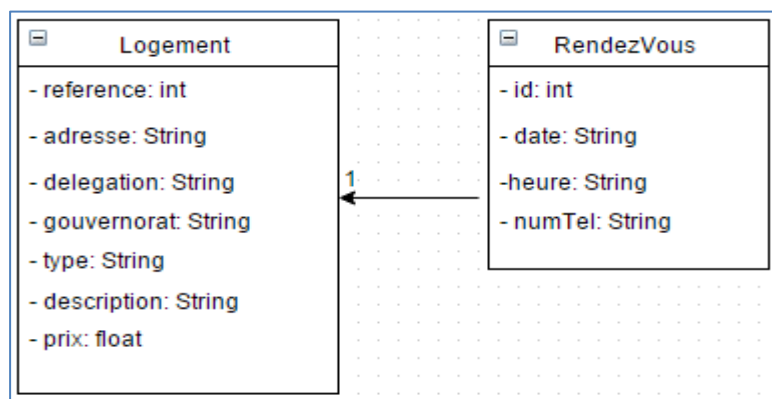 Logement
- reference: int
- adresse: String
- delegation: String
- gouvernorat: String
- type: String
- description: String
- prix: float
1
RendezVous
- id: int
- date: String
-heure: String
- numTel: String